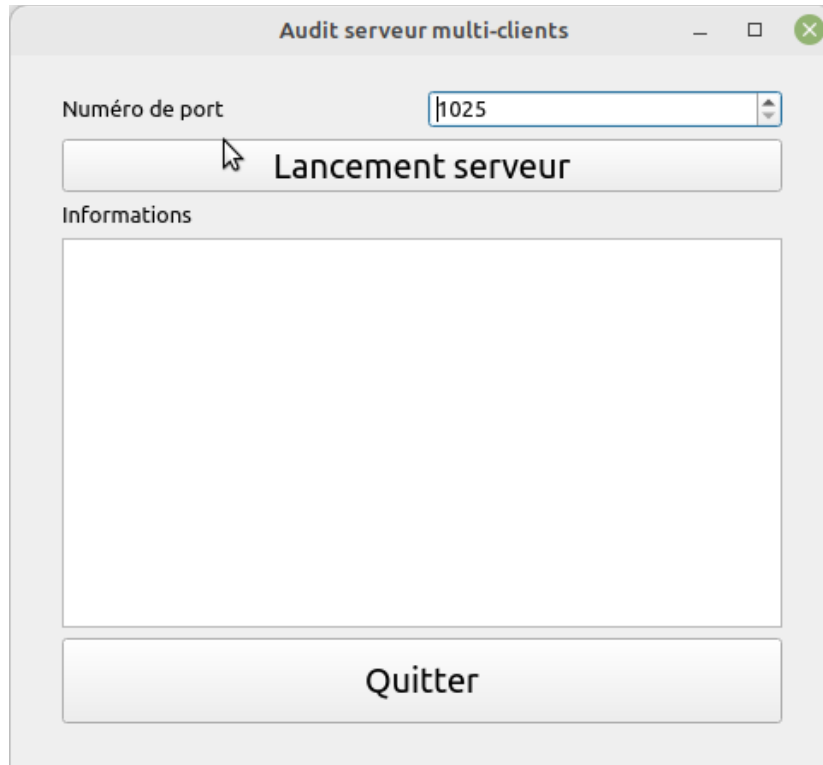 Audit serveur multi-clients
Numéro de port 1025
Lancement serveur
Informations
Quitter